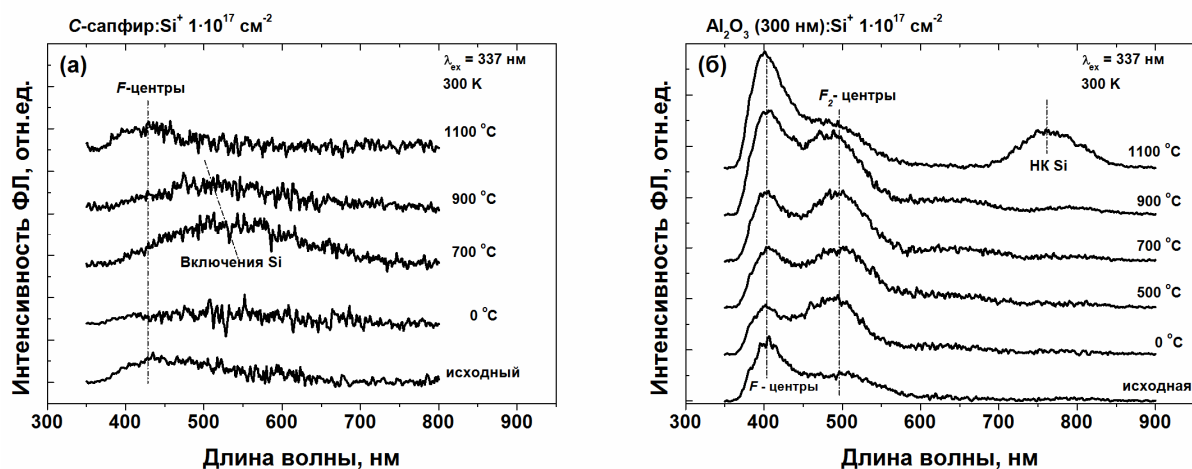 C-сапфир:Si⁺ 1·10¹⁷ см⁻²
(а)
λex = 337 нм
300 K
F-центры
1100 °C
900 °C
700 °C
Включения Si
0 °C
исходный
Интенсивность ФЛ, отн.ед.
300 400 500 600 700 800 900
Длина волны, нм
Al₂O₃ (300 нм):Si⁺ 1·10¹⁷ см⁻²
(б)
λex = 337 нм
300 K
F₂- центры
1100 °C
НК Si
900 °C
700 °C
500 °C
0 °C
F - центры
исходная
Интенсивность ФЛ, отн.ед.
300 400 500 600 700 800 900
Длина волны, нм